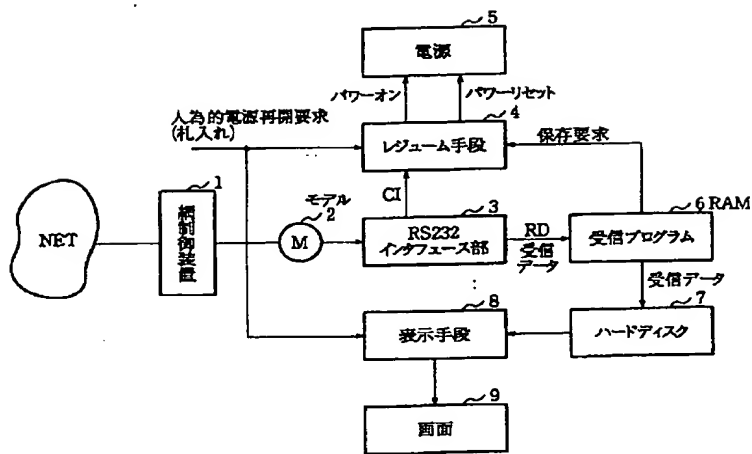 5
電源
パワーオン
パワーリセット
人為的電源再開要求
(札入れ)
4
レジューム手段
保存要求
1
CI
モデル
2
3
6 RAM
NET
網制御装置
M
RS232
インタフェース部
RD
受信
データ
受信プログラム
受信データ
8
7
表示手段
ハードディスク
9
画面